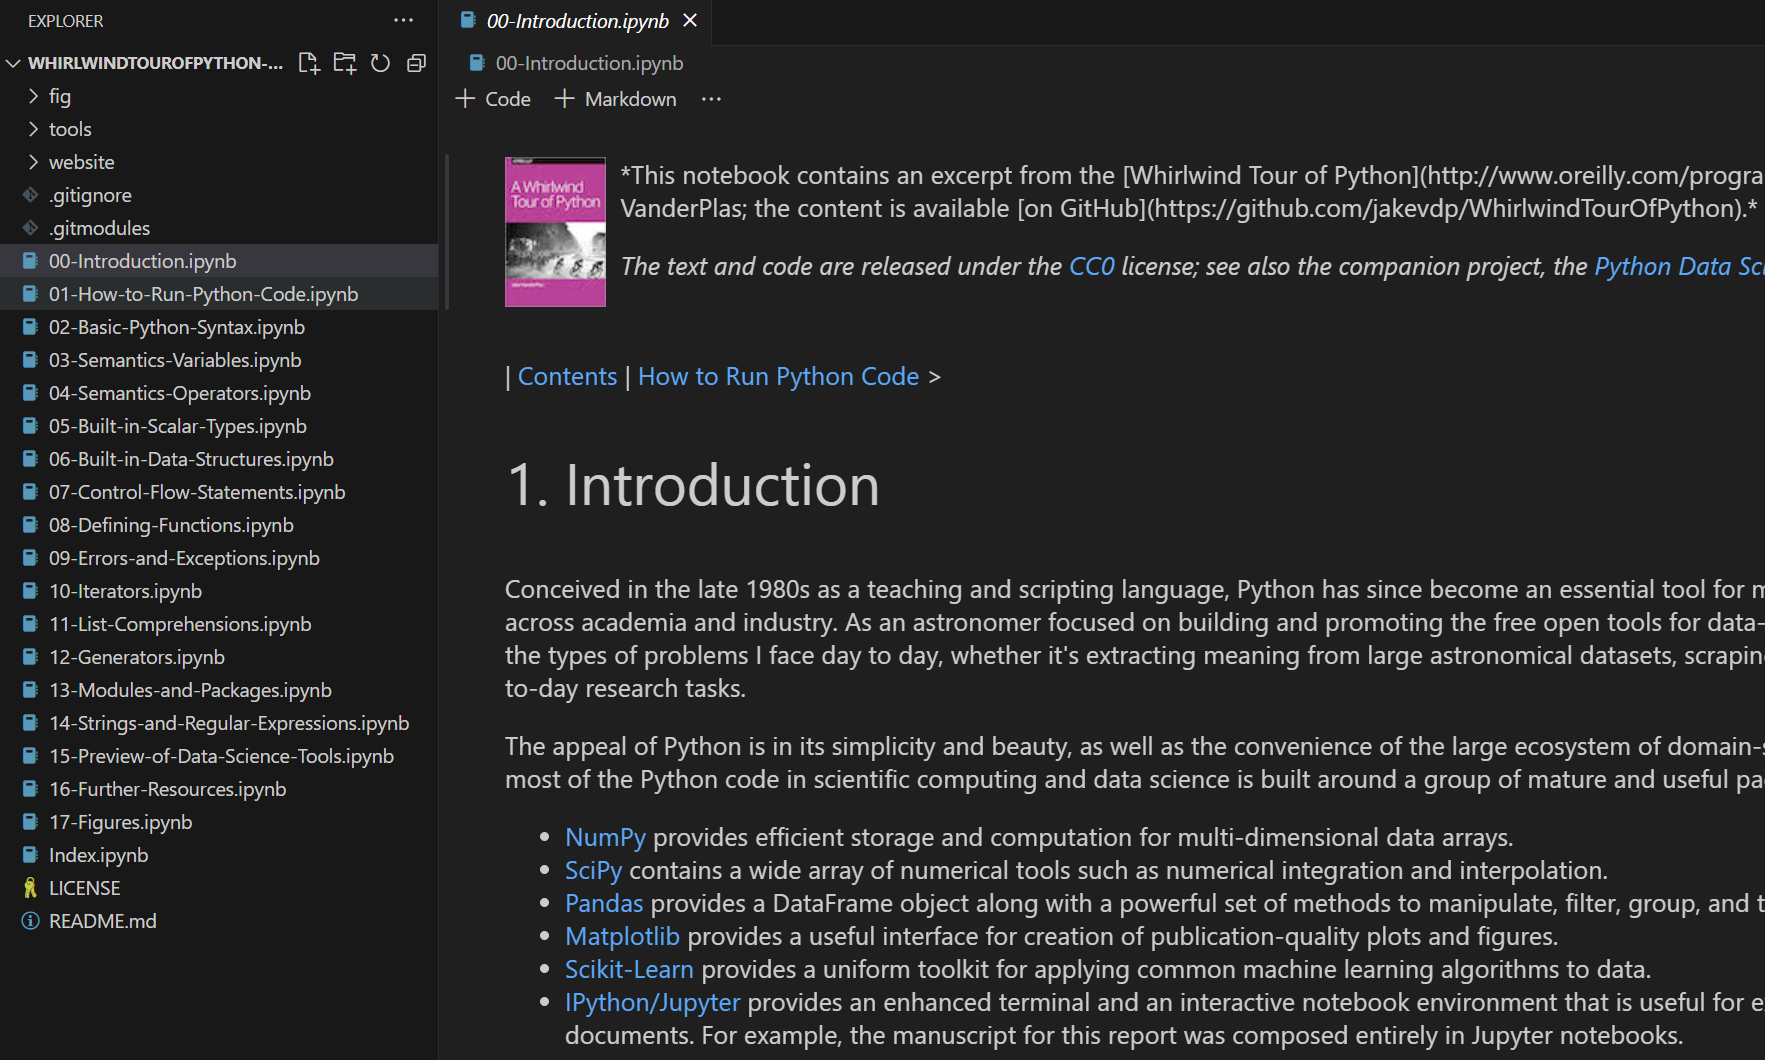 EXPLORER
WHIRLWINDTOUROFPYTHON-...
fig
tools
website
.gitignore
.gitmodules
00-Introduction.ipynb
01-How-to-Run-Python-Code.ipynb
02-Basic-Python-Syntax.ipynb
03-Semantics-Variables.ipynb
04-Semantics-Operators.ipynb
05-Built-in-Scalar-Types.ipynb
06-Built-in-Data-Structures.ipynb
07-Control-Flow-Statements.ipynb
08-Defining-Functions.ipynb
09-Errors-and-Exceptions.ipynb
10-Iterators.ipynb
11-List-Comprehensions.ipynb
12-Generators.ipynb
13-Modules-and-Packages.ipynb
14-Strings-and-Regular-Expressions.ipynb
15-Preview-of-Data-Science-Tools.ipynb
16-Further-Resources.ipynb
17-Figures.ipynb
Index.ipynb
LICENSE
README.md
00-Introduction.ipynb
00-Introduction.ipynb
+ Code + Markdown ...
A Whirlwind
Tour of Python
*This notebook contains an excerpt from the [Whirlwind Tour of Python](http://www.oreilly.com/progra
VanderPlas; the content is available [on GitHub](https://github.com/jakevdp/WhirlwindTourOfPython).*
The text and code are released under the CC0 license; see also the companion project, the Python Data Sci
| Contents | How to Run Python Code >
1. Introduction
Conceived in the late 1980s as a teaching and scripting language, Python has since become an essential tool for m
across academia and industry. As an astronomer focused on building and promoting the free open tools for data-
the types of problems I face day to day, whether it's extracting meaning from large astronomical datasets, scrapin
to-day research tasks.
The appeal of Python is in its simplicity and beauty, as well as the convenience of the large ecosystem of domain-s
most of the Python code in scientific computing and data science is built around a group of mature and useful pa
• NumPy provides efficient storage and computation for multi-dimensional data arrays.
• SciPy contains a wide array of numerical tools such as numerical integration and interpolation.
• Pandas provides a DataFrame object along with a powerful set of methods to manipulate, filter, group, and t
• Matplotlib provides a useful interface for creation of publication-quality plots and figures.
• Scikit-Learn provides a uniform toolkit for applying common machine learning algorithms to data.
• IPython/Jupyter provides an enhanced terminal and an interactive notebook environment that is useful for e
documents. For example, the manuscript for this report was composed entirely in Jupyter notebooks.